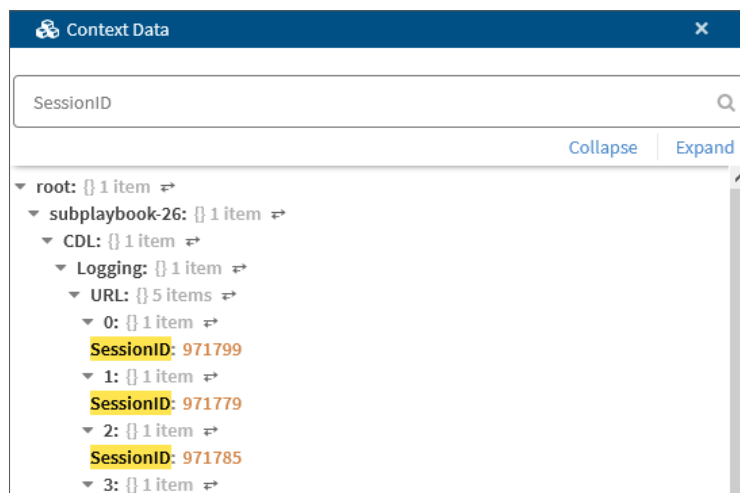 Context Data
SessionID
Collapse Expand
root: {} 1 item
subplaybook-26: {} 1 item
CDL: {} 1 item
Logging: {} 1 item
URL: {} 5 items
0: {} 1 item
SessionID: 971799
1: {} 1 item
SessionID: 971779
2: {} 1 item
SessionID: 971785
3: {} 1 item